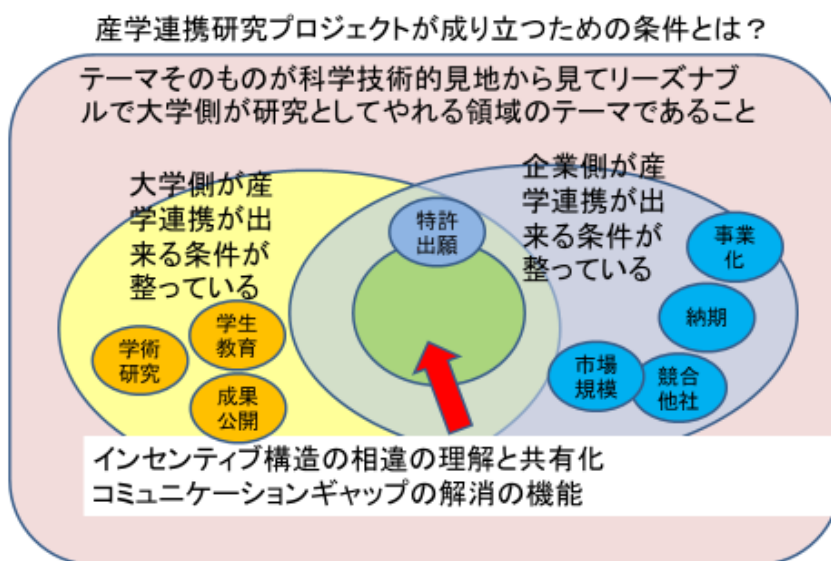 産学連携研究プロジェクトが成り立つための条件とは？
テーマそのものが科学技術的見地から見てリーズナブ
ルで大学側が研究としてやれる領域のテーマであること
大学側が産
学連携が出
来る条件が
整っている
企業側が産
学連携が出
来る条件が
整っている
特許
出願
事業
化
納期
市場
規模
競合
他社
学術
研究
学生
教育
成果
公開
インセンティブ構造の相違の理解と共有化
コミュニケーションギャップの解消の機能